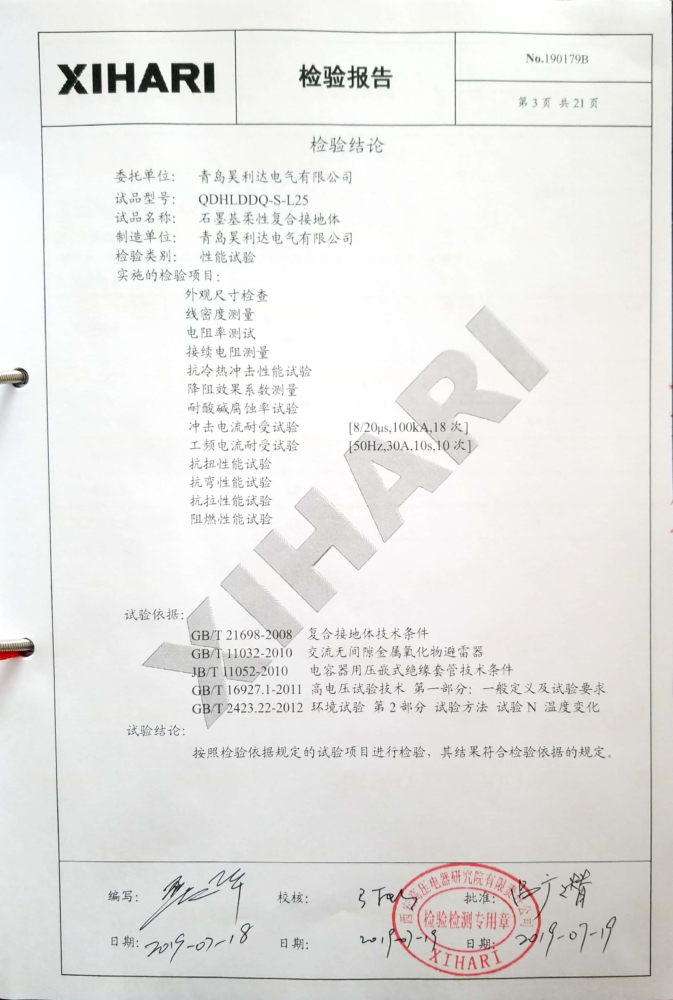 XIHARI
检验报告
No.190179B
第 3 页 共 21 页
检验结论
委托单位： 青岛昊利达电气有限公司
试品型号： QDHLDDQ-S-L25
试品名称： 石墨基柔性复合接地体
制造单位： 青岛昊利达电气有限公司
检验类别： 性能试验
实施的检验项目：
外观尺寸检查
线密度测量
电阻率测试
接续电阻测量
抗冷热冲击性能试验
降阻效果系数测量
耐酸碱腐蚀率试验
冲击电流耐受试验 [8/20μs,100kA,18 次]
工频电流耐受试验 [50Hz,30A,10s,10 次]
抗扭性能试验
抗弯性能试验
抗拉性能试验
阻燃性能试验
XIHARI
试验依据：
GB/T 21698-2008 复合接地体技术条件
GB/T 11032-2010 交流无间隙金属氧化物避雷器
JB/T 11052-2010 电容器用压嵌式绝缘套管技术条件
GB/T 16927.1-2011 高电压试验技术 第一部分：一般定义及试验要求
GB/T 2423.22-2012 环境试验 第 2 部分 试验方法 试验 N 温度变化
试验结论：
按照检验依据规定的试验项目进行检验，其结果符合检验依据的规定。
编写： 校核： 批准：
日期： 2019-07-18 日期： 2019-07-19 日期： 2019-07-19
西安高压电器研究院有限责任公司
检验检测专用章
XIHARI